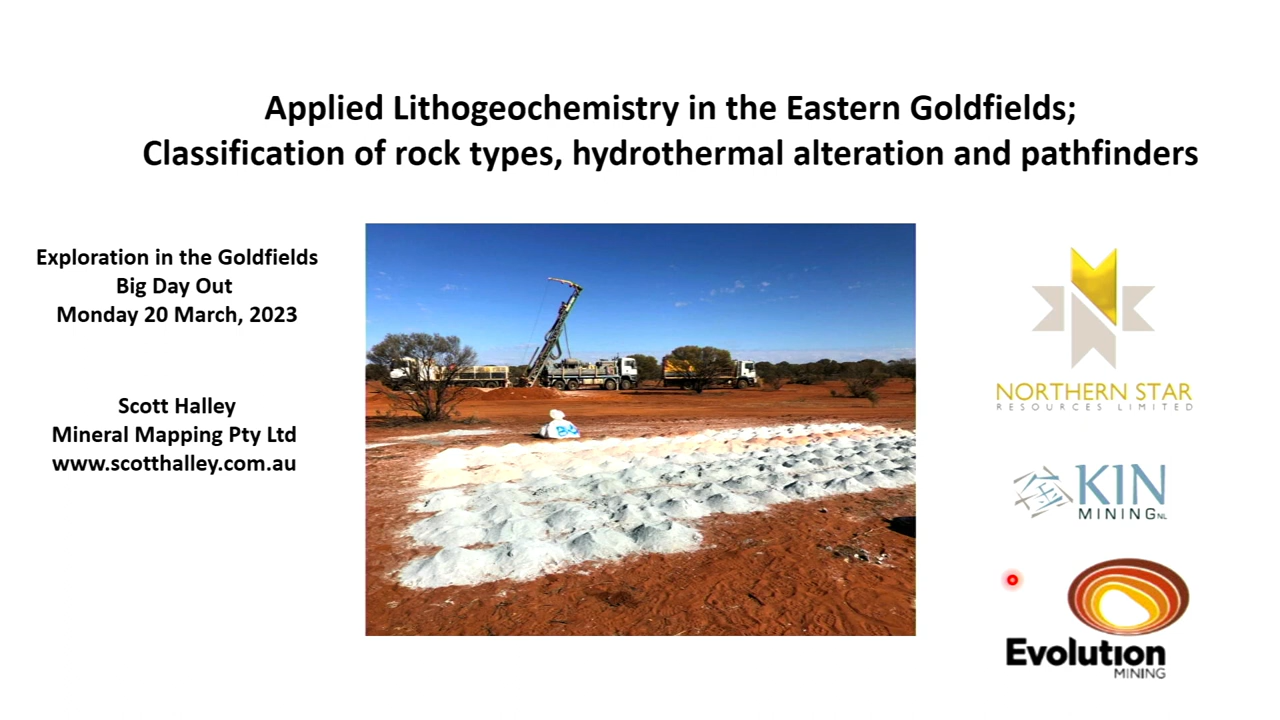 Applied Lithogeochemistry in the Eastern Goldfields;
Classification of rock types, hydrothermal alteration and pathfinders
Exploration in the Goldfields
Big Day Out
Monday 20 March, 2023
Scott Halley
Mineral Mapping Pty Ltd
www.scotthalley.com.au
NORTHERN STAR
RESOURCES LIMITED
KIN
MINING NL
Evolution
MINING